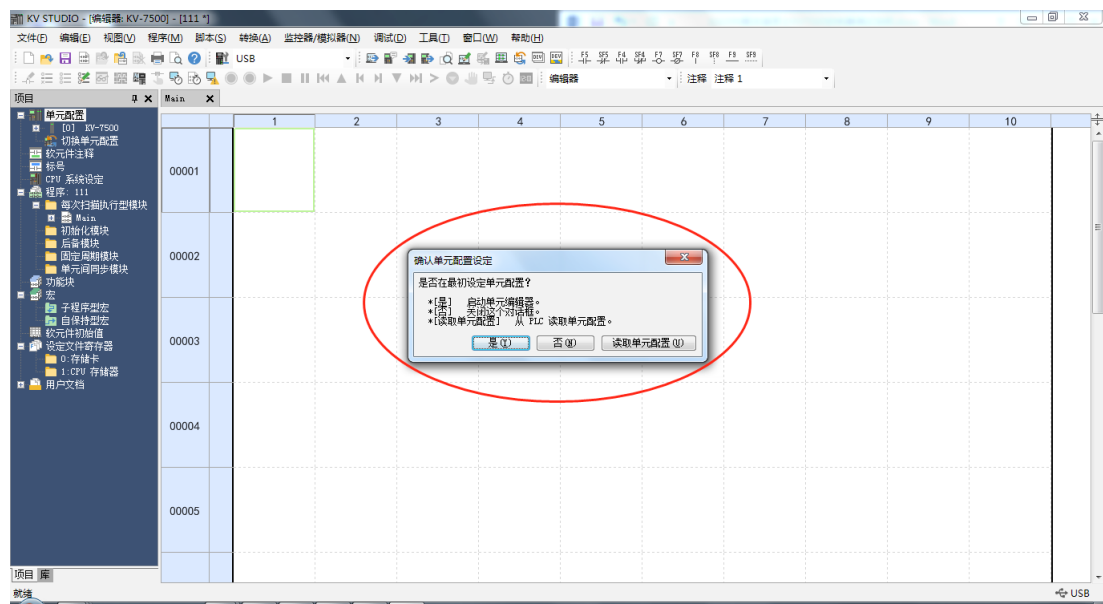 KV STUDIO - [编辑器: KV-7500] - [111 *]
文件(F) 编辑(E) 视图(V) 程序(M) 脚本(S) 转换(A) 监控器/模拟器(N) 调试(D) 工具(T) 窗口(W) 帮助(H)
USB
F5 SF5 F4 SF4 F7 SF7 F8 SF8 F9 SF9
编辑器 注释 注释 1
项目
Main
1 2 3 4 5 6 7 8 9 10
单元配置
[0] KV-7500
切换单元配置
软元件注释
标号
CPU 系统设定
程序: 111
每次扫描执行型模块
Main
初始化模块
后备模块
固定周期模块
单元间同步模块
功能块
宏
子程序型宏
自保持型宏
软元件初始值
设定文件寄存器
0:存储卡
1:CPU 存储器
用户文档
00001
00002
00003
00004
00005
确认单元配置设定
是否在最初设定单元配置?
*[是] 启动单元编辑器。
*[否] 关闭这个对话框。
*[读取单元配置] 从 PLC 读取单元配置。
是(Y) 否(N) 读取单元配置(U)
项目 库
就绪
USB